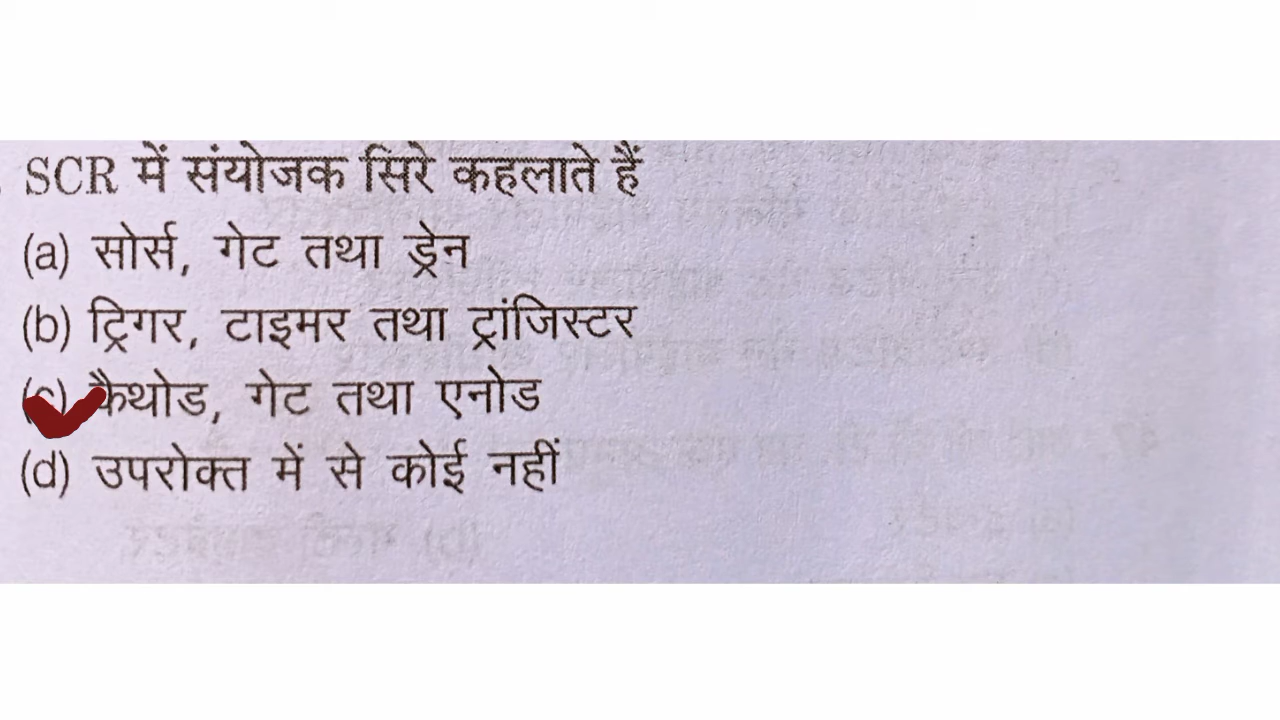 SCR में संयोजक सिरे कहलाते हैं
(a) सोर्स, गेट तथा ड्रेन
(b) ट्रिगर, टाइमर तथा ट्रांजिस्टर
(c) कैथोड, गेट तथा एनोड
(d) उपरोक्त में से कोई नहीं